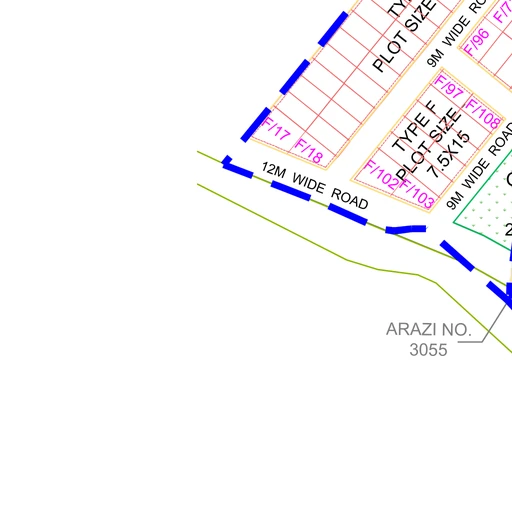 PLOT SIZE
9M WIDE ROAD
F/96
F/97
F/108
TYPE F
PLOT SIZE
7.5X15
F/17
F/18
F/102
F/103
9M WIDE ROAD
12M WIDE ROAD
ARAZI NO.
3055